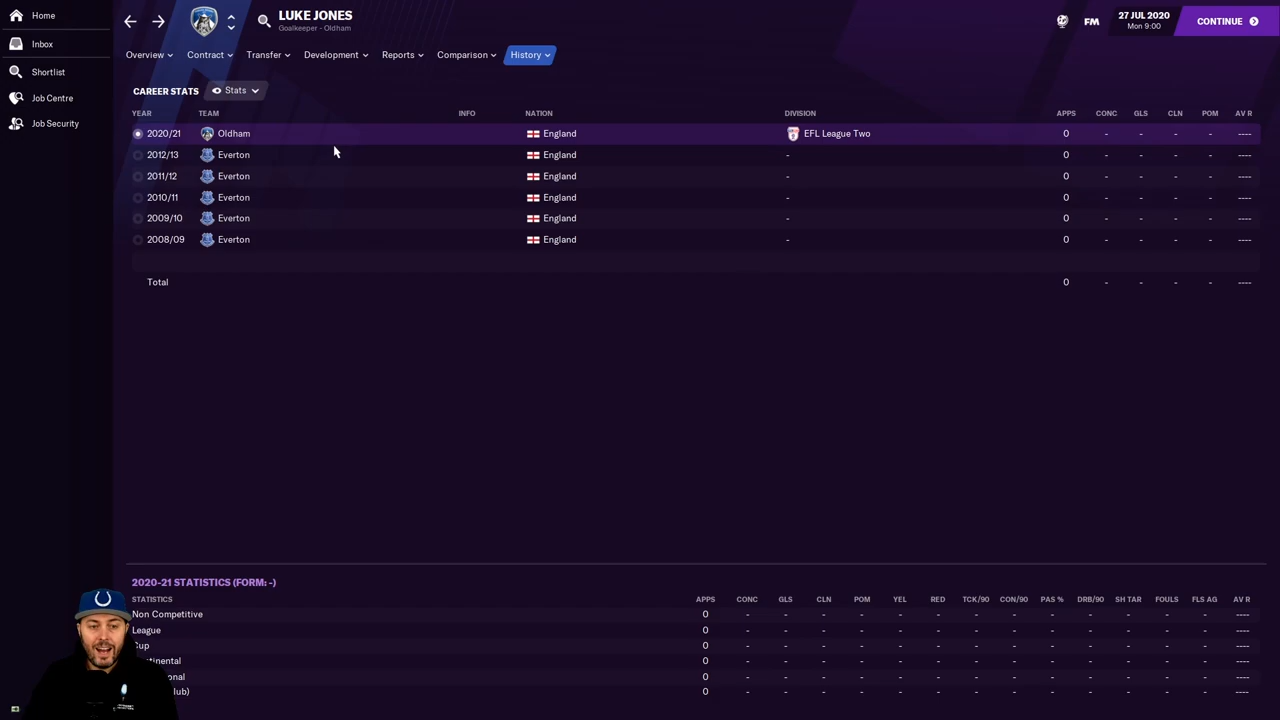 Home
Inbox
Shortlist
Job Centre
Job Security
LUKE JONES
Goalkeeper - Oldham
FM
27 JUL 2020
Mon 9:00
CONTINUE
Overview Contract Transfer Development Reports Comparison History
CAREER STATS Stats
YEAR TEAM INFO NATION DIVISION APPS CONC GLS CLN POM AV R
2020/21 Oldham England EFL League Two 0 - - - - ----
2012/13 Everton England - 0 - - - - ----
2011/12 Everton England - 0 - - - - ----
2010/11 Everton England - 0 - - - - ----
2009/10 Everton England - 0 - - - - ----
2008/09 Everton England - 0 - - - - ----
Total 0 - - - - ----
2020-21 STATISTICS (FORM: -)
STATISTICS APPS CONC GLS CLN POM YEL RED TCK/90 CON/90 PAS % DRB/90 SH TAR FOULS FLS AG AV R
Non Competitive 0 - - - - - - - - - - - - - ----
League 0 - - - - - - - - - - - - - ----
Cup 0 - - - - - - - - - - - - - ----
ntinental 0 - - - - - - - - - - - - - ----
onal 0 - - - - - - - - - - - - - ----
lub) 0 - - - - - - - - - - - - - ----